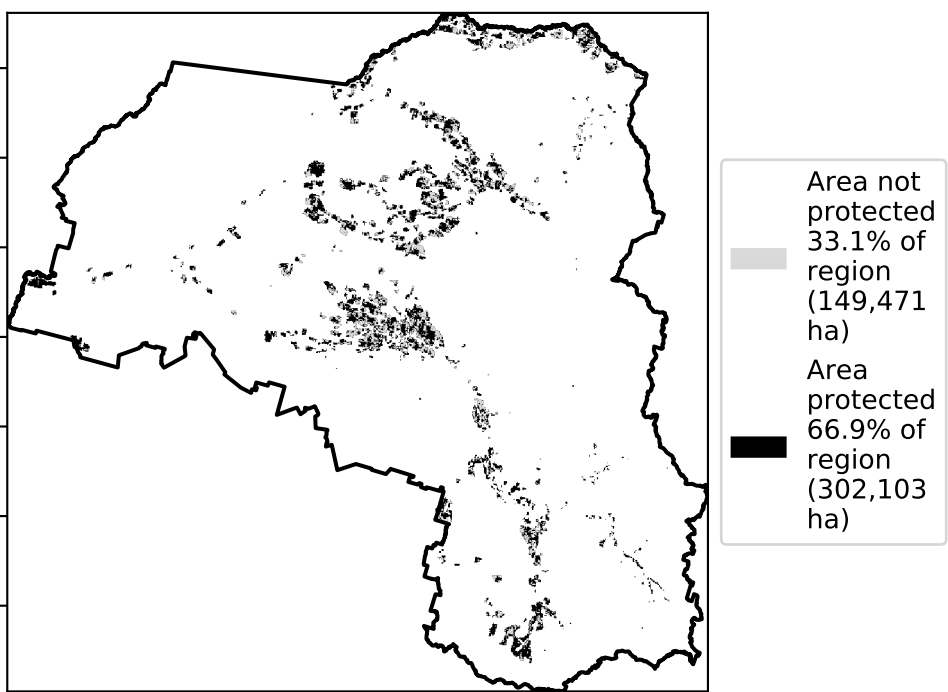 Area not
protected
33.1% of
region
(149,471
ha)
Area
protected
66.9% of
region
(302,103
ha)